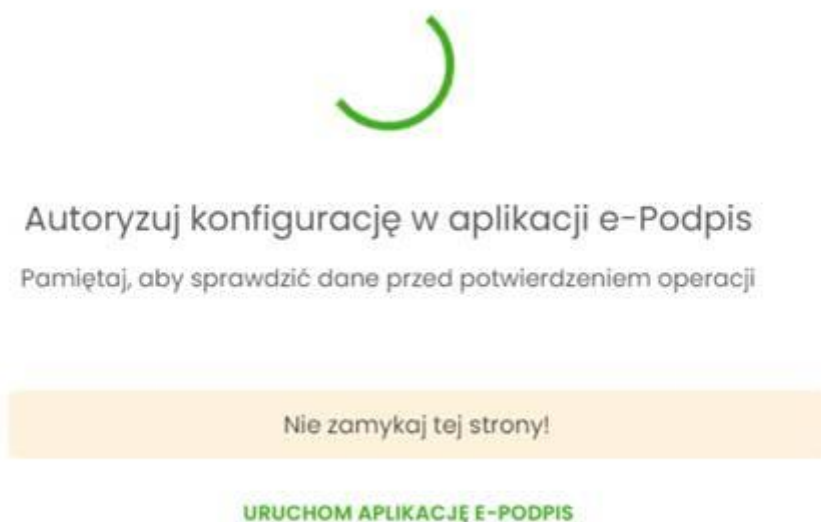 Autoryzuj konfigurację w aplikacji e-Podpis
Pamiętaj, aby sprawdzić dane przed potwierdzeniem operacji
Nie zamykaj tej strony!
URUCHOM APLIKACJĘ E-PODPIS